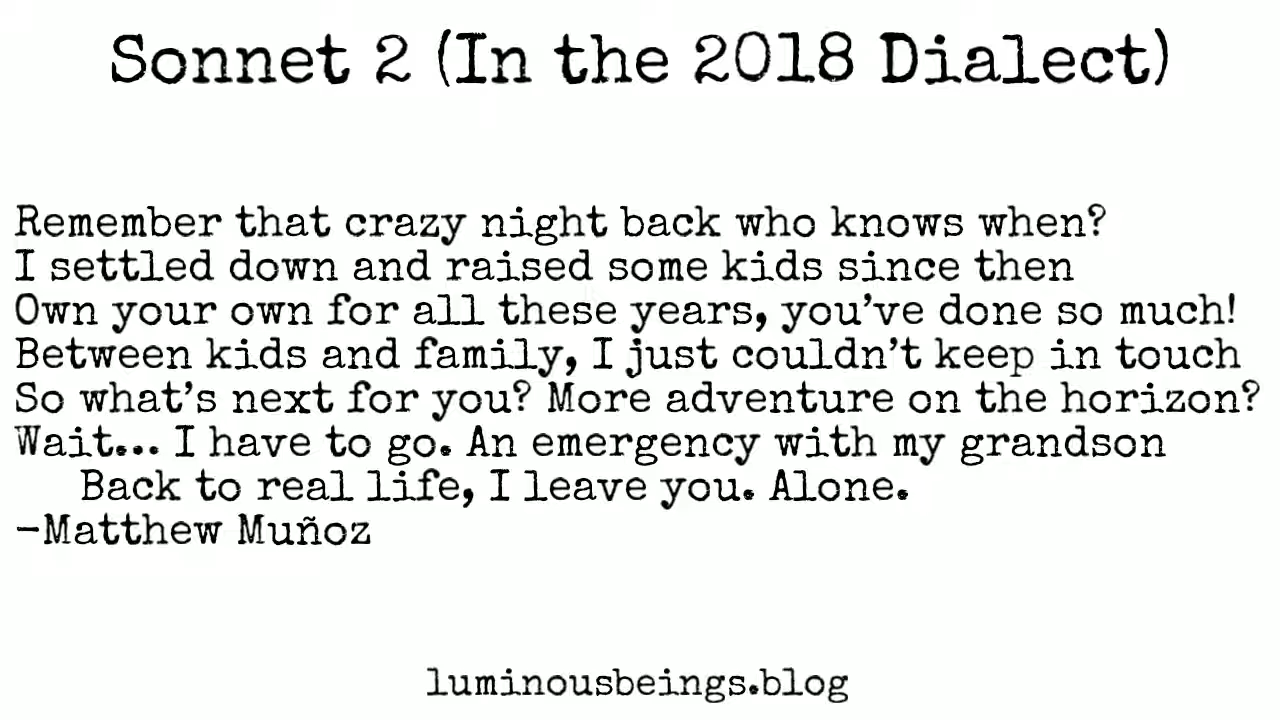 Sonnet 2 (In the 2018 Dialect)
Remember that crazy night back who knows when?
I settled down and raised some kids since then
Own your own for all these years, you’ve done so much!
Between kids and family, I just couldn’t keep in touch
So what’s next for you? More adventure on the horizon?
Wait... I have to go. An emergency with my grandson
Back to real life, I leave you. Alone.
-Matthew Muñoz
luminousbeings.blog